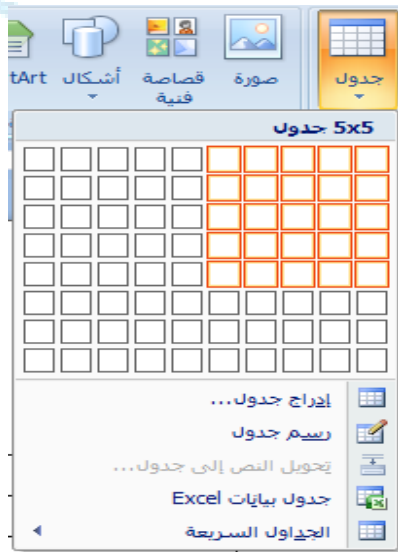 جدول
صورة
قصاصة
فنية
أشكال
tArt
5x5 جدول
إدراج جدول...
رسم جدول
تحويل النص إلى جدول...
جدول بيانات Excel
الجداول السريعة